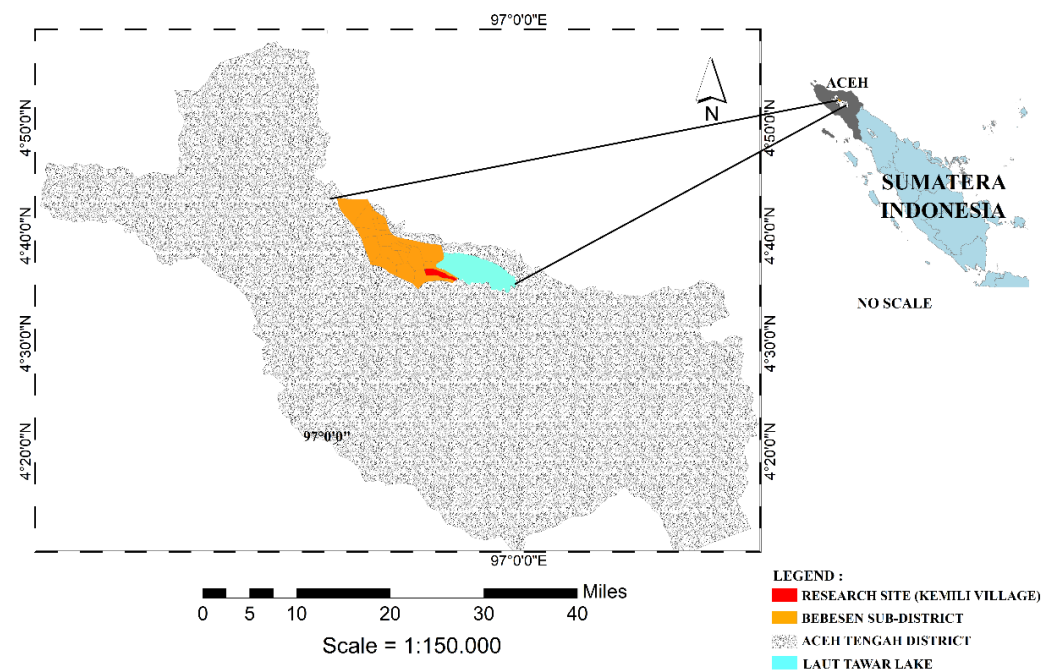 97°0'0"E
ACEH
N
4°50'0"N
4°50'0"N
SUMATERA
INDONESIA
4°40'0"N
4°40'0"N
NO SCALE
4°30'0"N
4°30'0"N
97°0'0"
4°20'0"N
4°20'0"N
97°0'0"E
Miles
0 5 10 20 30 40
Scale = 1:150.000
LEGEND :
RESEARCH SITE (KEMILI VILLAGE)
BEBESEN SUB-DISTRICT
ACEH TENGAH DISTRICT
LAUT TAWAR LAKE